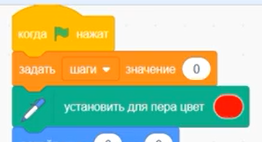 когда нажат
задать шаги значение 0
установить для пера цвет